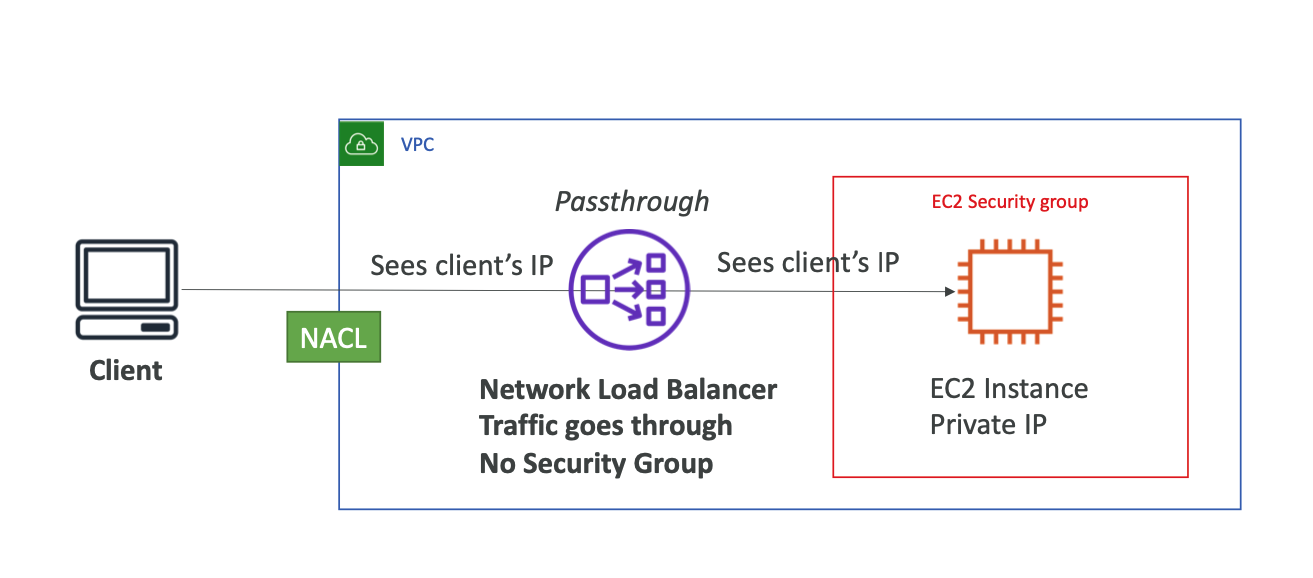 VPC
Passthrough
EC2 Security group
Sees client's IP
Sees client's IP
NACL
Client
Network Load Balancer
Traffic goes through
No Security Group
EC2 Instance
Private IP